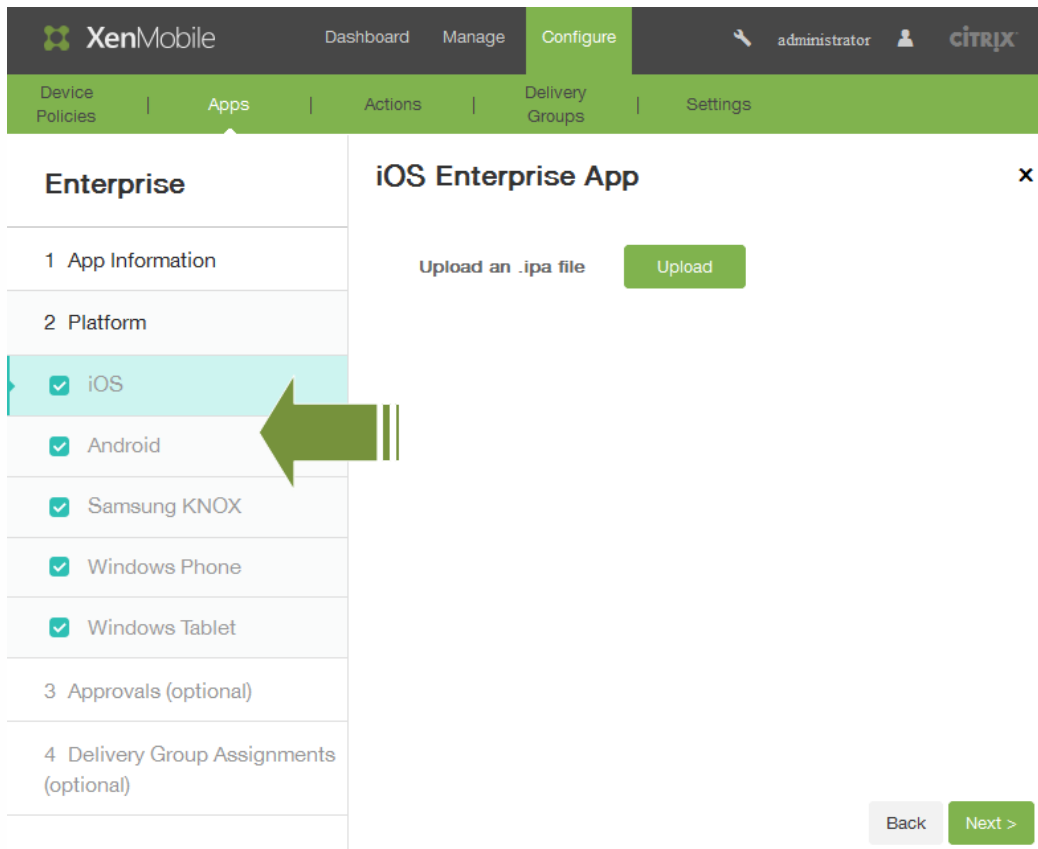 XenMobile Dashboard Manage Configure administrator CİTRIX
Device Policies | Apps | Actions | Delivery Groups | Settings
Enterprise
iOS Enterprise App
×
1 App Information
Upload an .ipa file Upload
2 Platform
iOS
Android
Samsung KNOX
Windows Phone
Windows Tablet
3 Approvals (optional)
4 Delivery Group Assignments
(optional)
Back Next >